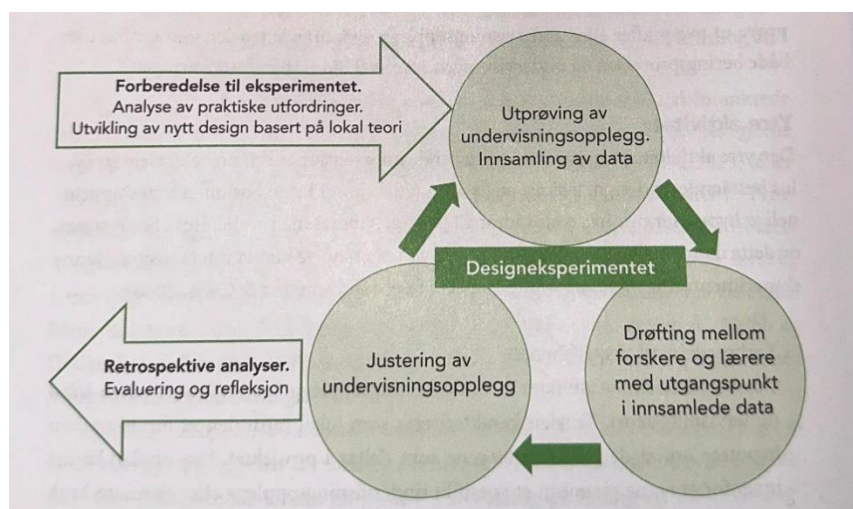 Forberedelse til eksperimentet.
Analyse av praktiske utfordringer.
Utvikling av nytt design basert på lokal teori
Utprøving av
undervisningsopplegg.
Innsamling av data
Designeksperimentet
Drøfting mellom
forskere og lærere
med utgangspunkt
i innsamlede data
Justering av
undervisningsopplegg
Retrospektive analyser.
Evaluering og refleksjon